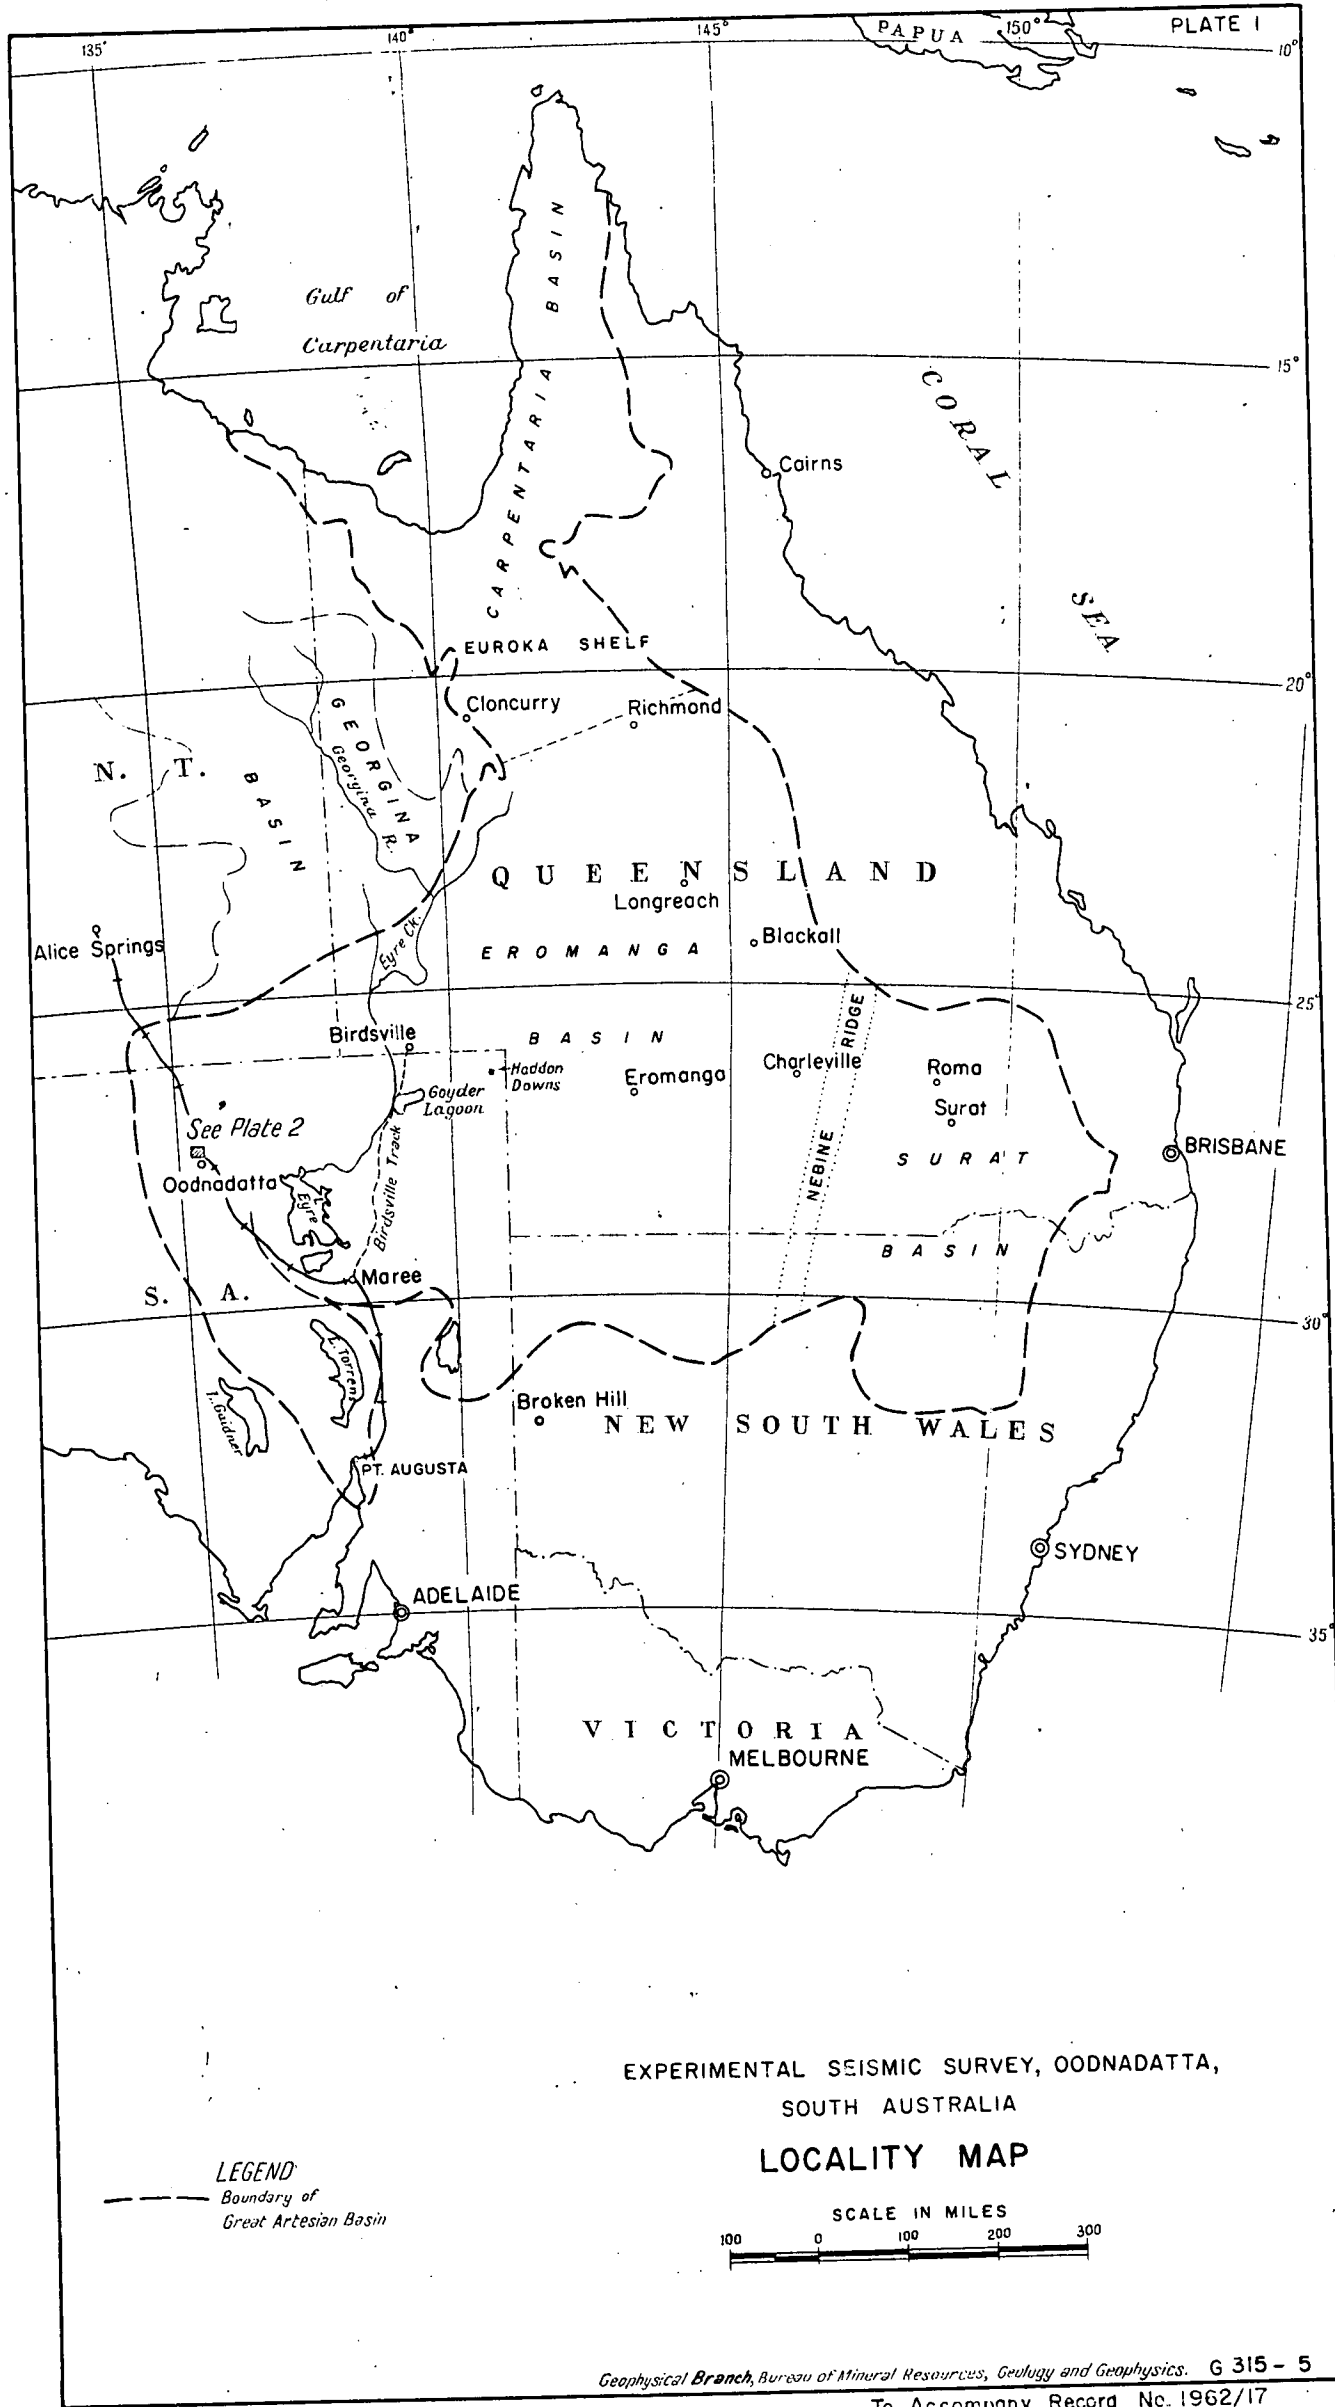 PLATE 1
135°
140°
145°
150°
PAPUA
10°
Gulf of
Carpentaria
15°
CORAL
SEA
CARPENTARIA BASIN
Cairns
EUROKA SHELF
20°
Cloncurry
Richmond
GEORGINA
Georgina R.
BASIN
N. T.
QUEENSLAND
Longreach
Alice Springs
Eyre Ck.
EROMANGA
Blackall
25°
Birdsville
BASIN
RIDGE
Haddon
Downs
Goyder
Lagoon
Eromanga
Charleville
Roma
Surat
See Plate 2
Birdsville Track
NEBINE
SURAT
BRISBANE
Oodnadatta
L. Eyre
BASIN
Maree
S. A.
30°
L. Torrens
L. Gaidner
Broken Hill
NEW SOUTH WALES
PT. AUGUSTA
SYDNEY
ADELAIDE
35°
VICTORIA
MELBOURNE
EXPERIMENTAL SEISMIC SURVEY, OODNADATTA,
SOUTH AUSTRALIA
LOCALITY MAP
LEGEND
Boundary of
Great Artesian Basin
SCALE IN MILES
100 0 100 200 300
Geophysical Branch, Bureau of Mineral Resources, Geology and Geophysics. G 315-5
To Accompany Record No. 1962/17